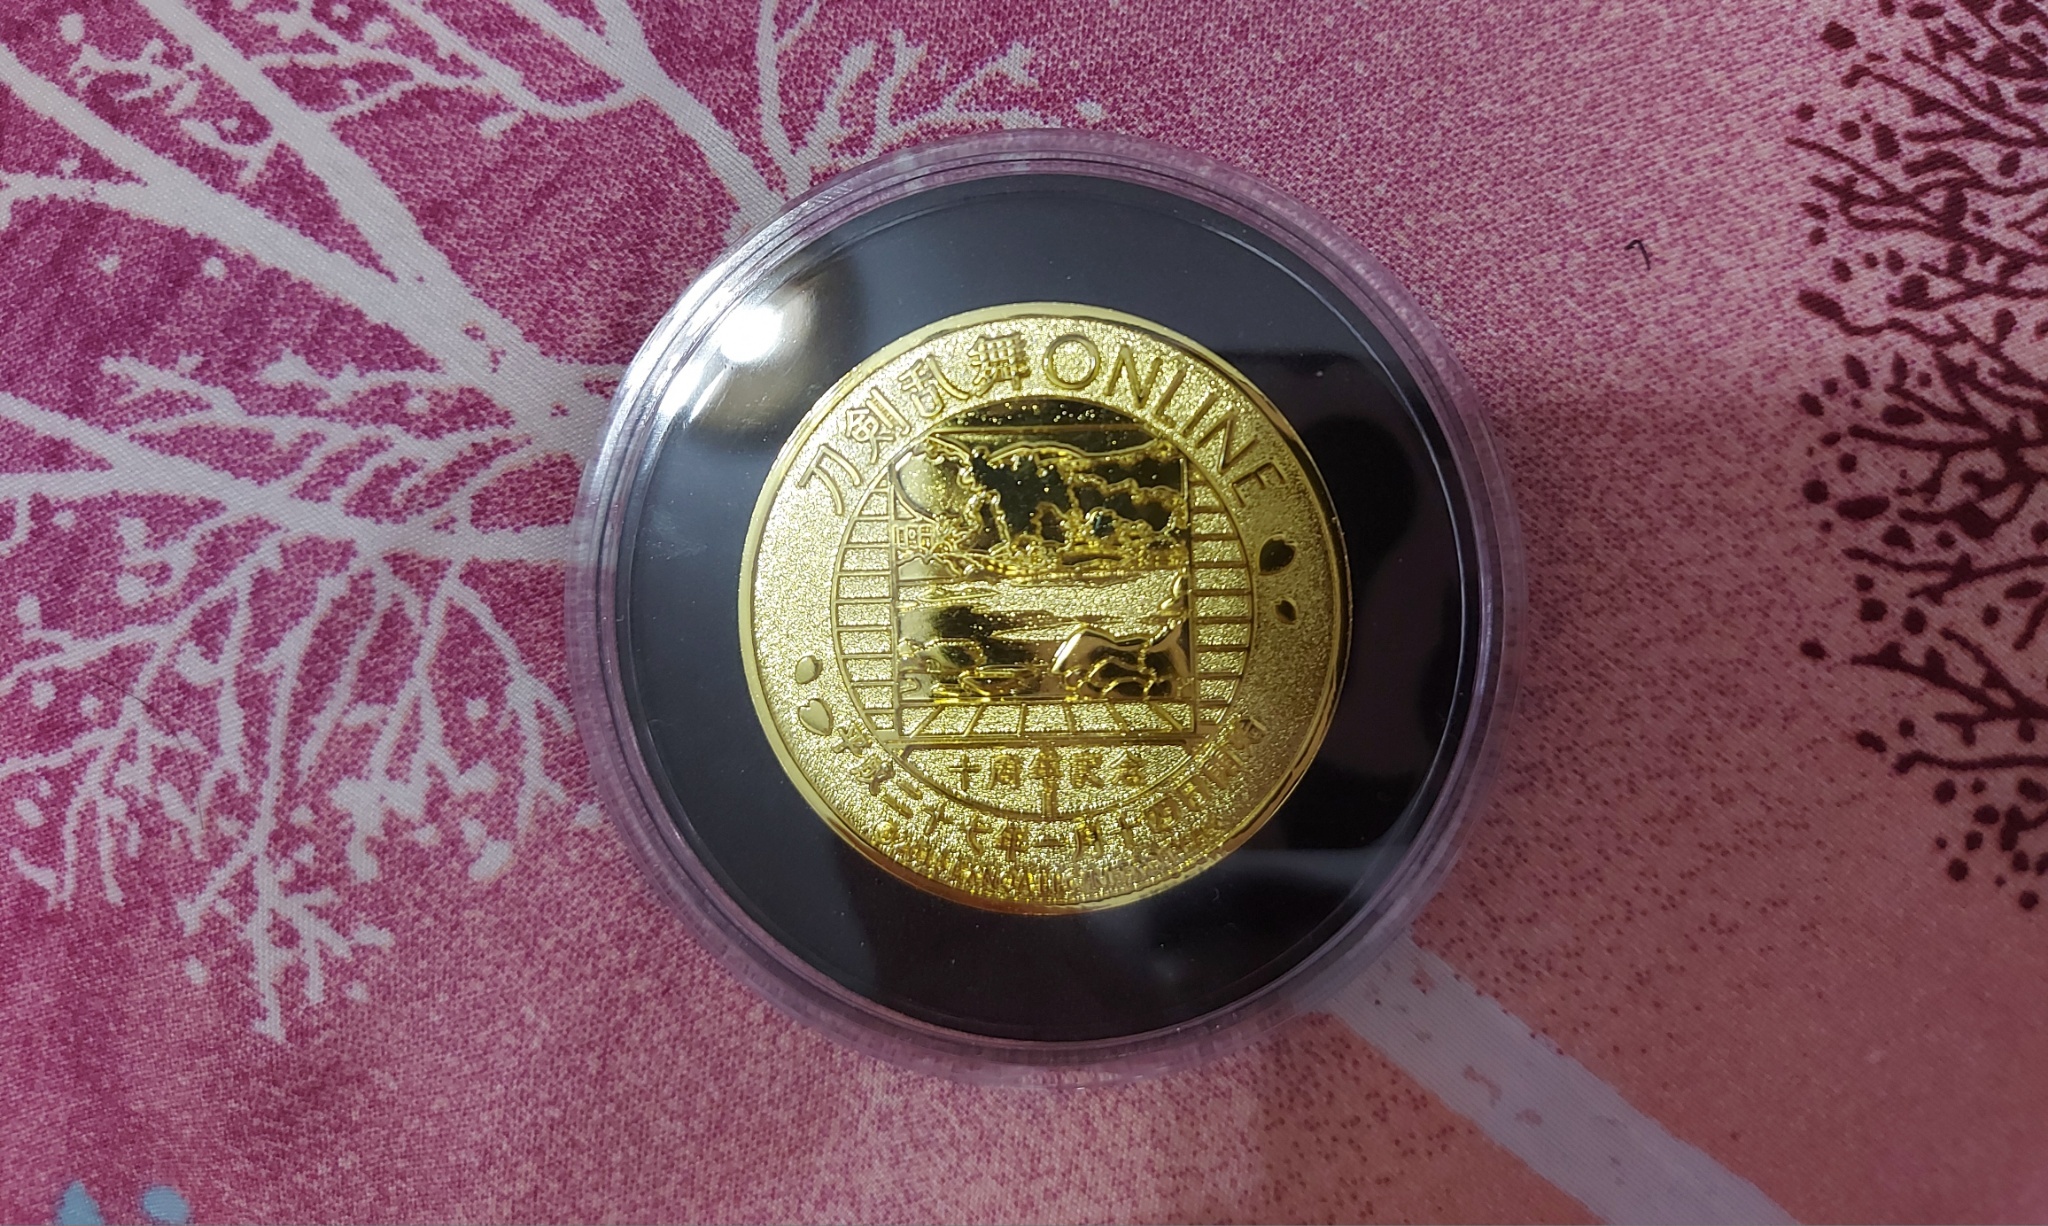 刀剣乱舞ONLINE
十周年記念
平成二十七年一月十四日開